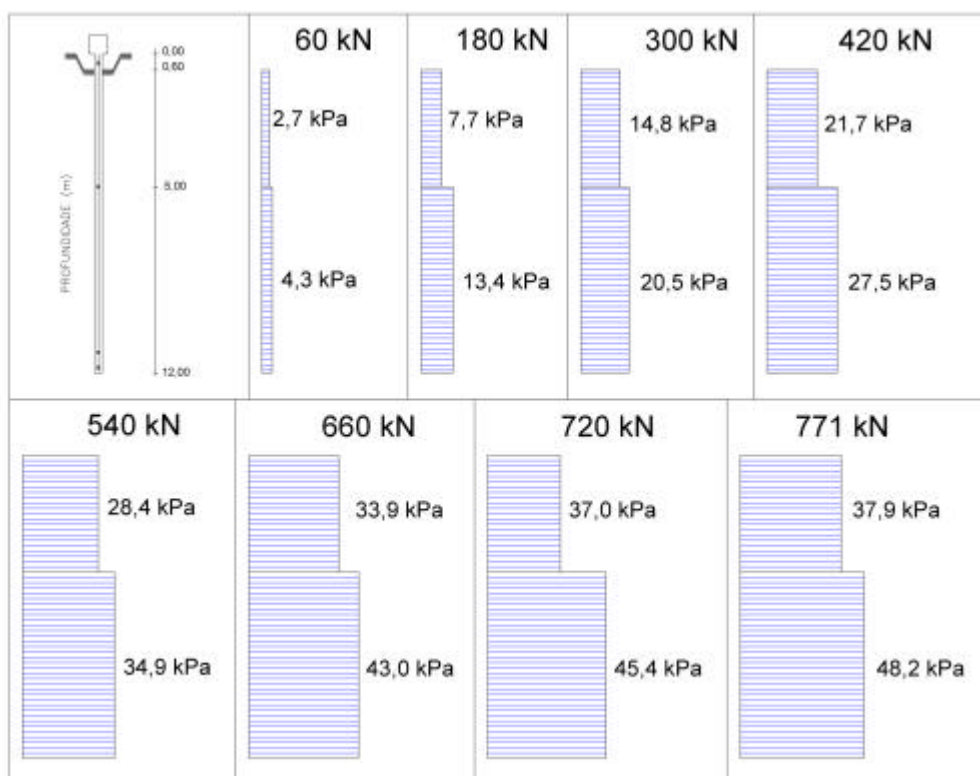 60 kN
180 kN
300 kN
420 kN
0,00
0,60
5,00
12,00
PROFUNDIDADE (m)
2,7 kPa
7,7 kPa
14,8 kPa
21,7 kPa
4,3 kPa
13,4 kPa
20,5 kPa
27,5 kPa
540 kN
660 kN
720 kN
771 kN
28,4 kPa
33,9 kPa
37,0 kPa
37,9 kPa
34,9 kPa
43,0 kPa
45,4 kPa
48,2 kPa